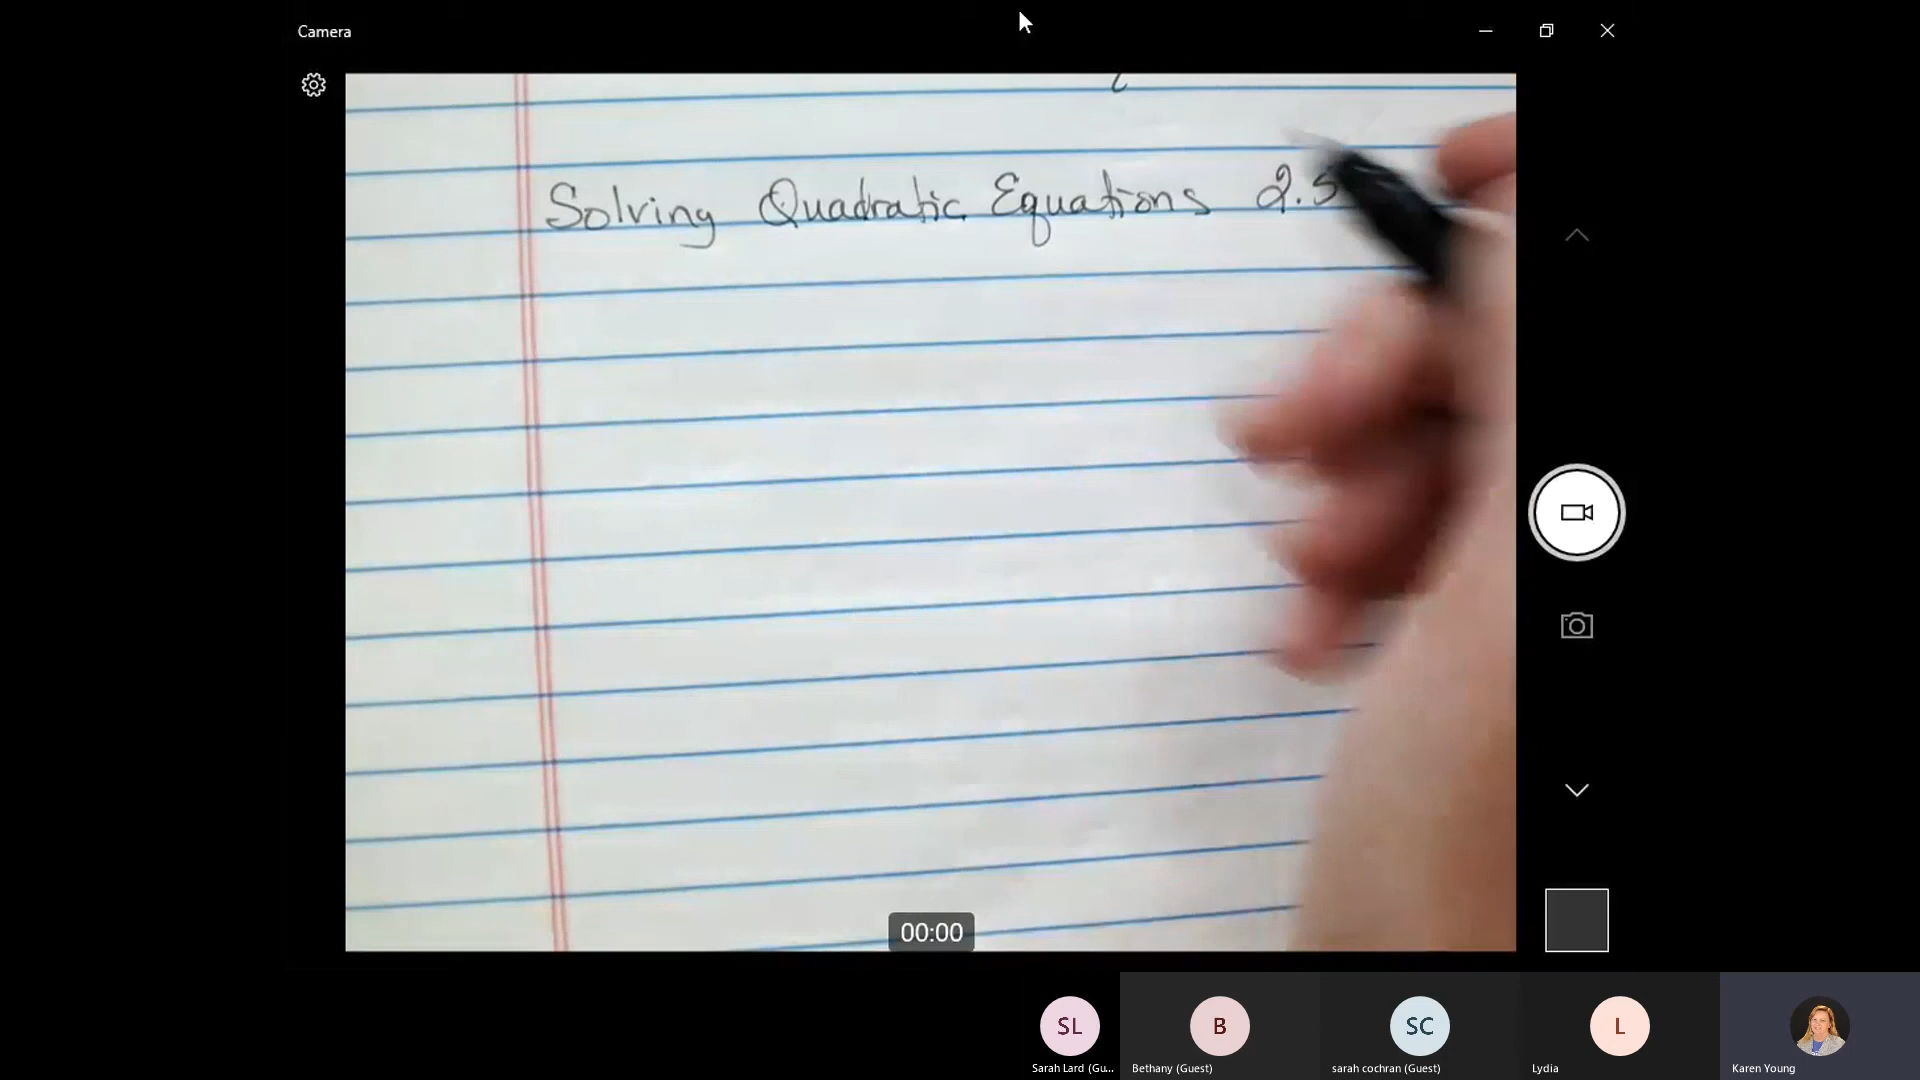 Camera
Solving Quadratic Equations 2.5
00:00
SL
B
SC
L
Sarah Lard (Gu...
Bethany (Guest)
sarah cochran (Guest)
Lydia
Karen Young